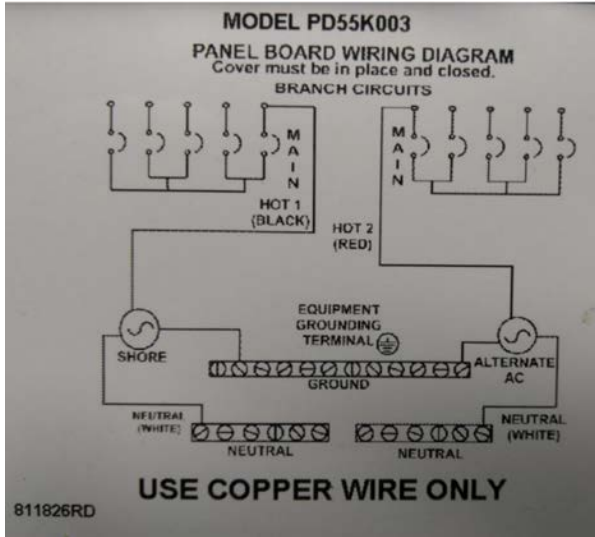 MODEL PD55K003
PANEL BOARD WIRING DIAGRAM
Cover must be in place and closed.
BRANCH CIRCUITS
MAIN
MAIN
HOT 1
(BLACK)
HOT 2
(RED)
EQUIPMENT
GROUNDING
TERMINAL
SHORE
ALTERNATE
AC
GROUND
NEUTRAL
(WHITE)
NEUTRAL
(WHITE)
NEUTRAL
NEUTRAL
USE COPPER WIRE ONLY
811826RD